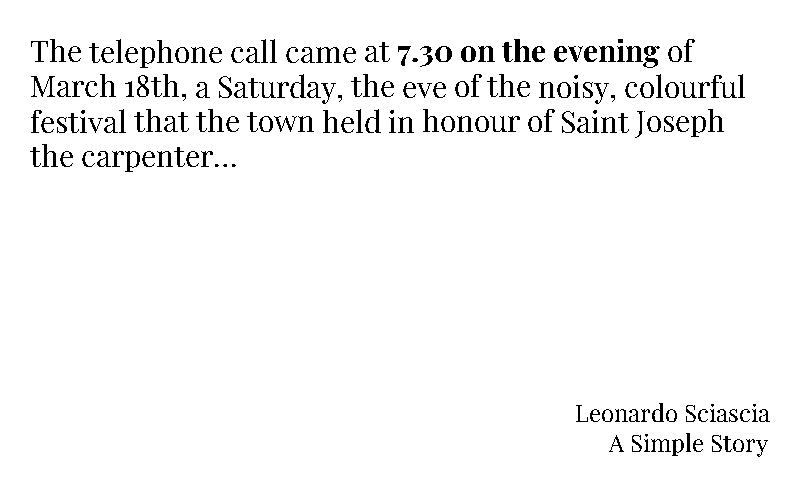 The telephone call came at 7.30 on the evening of
March 18th, a Saturday, the eve of the noisy, colourful
festival that the town held in honour of Saint Joseph
the carpenter...
Leonardo Sciascia
A Simple Story